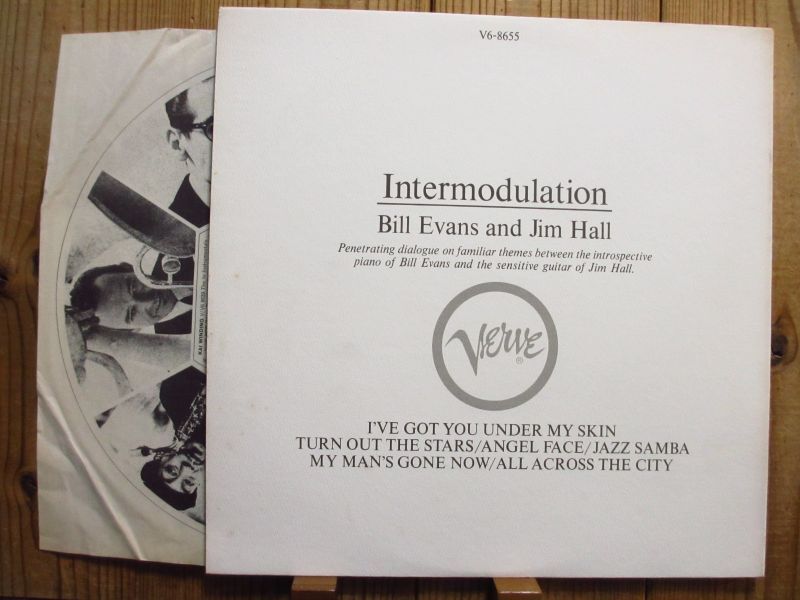 V6-8655
Intermodulation
Bill Evans and Jim Hall
Penetrating dialogue on familiar themes between the introspective
piano of Bill Evans and the sensitive guitar of Jim Hall.
Verve
®
I'VE GOT YOU UNDER MY SKIN
TURN OUT THE STARS/ANGEL FACE/JAZZ SAMBA
MY MAN'S GONE NOW/ALL ACROSS THE CITY
KAI WINDING